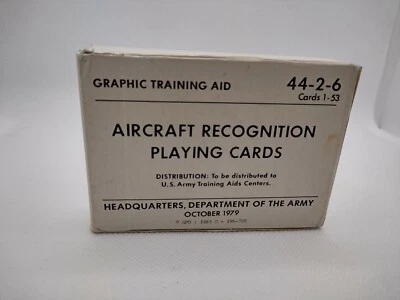 GRAPHIC TRAINING AID 44-2-6
Cards 1-53
AIRCRAFT RECOGNITION
PLAYING CARDS
DISTRIBUTION: To be distributed to
U.S. Army Training Aids Centers.
HEADQUARTERS, DEPARTMENT OF THE ARMY
OCTOBER 1979